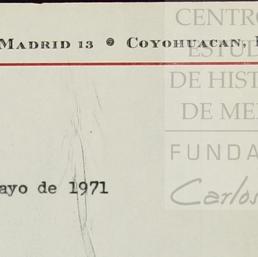 CENTRO
ESTUD
DE HIST
DE ME
FUNDA
Carlos
MADRID 13 COYOHUACAN,
ayo de 1971